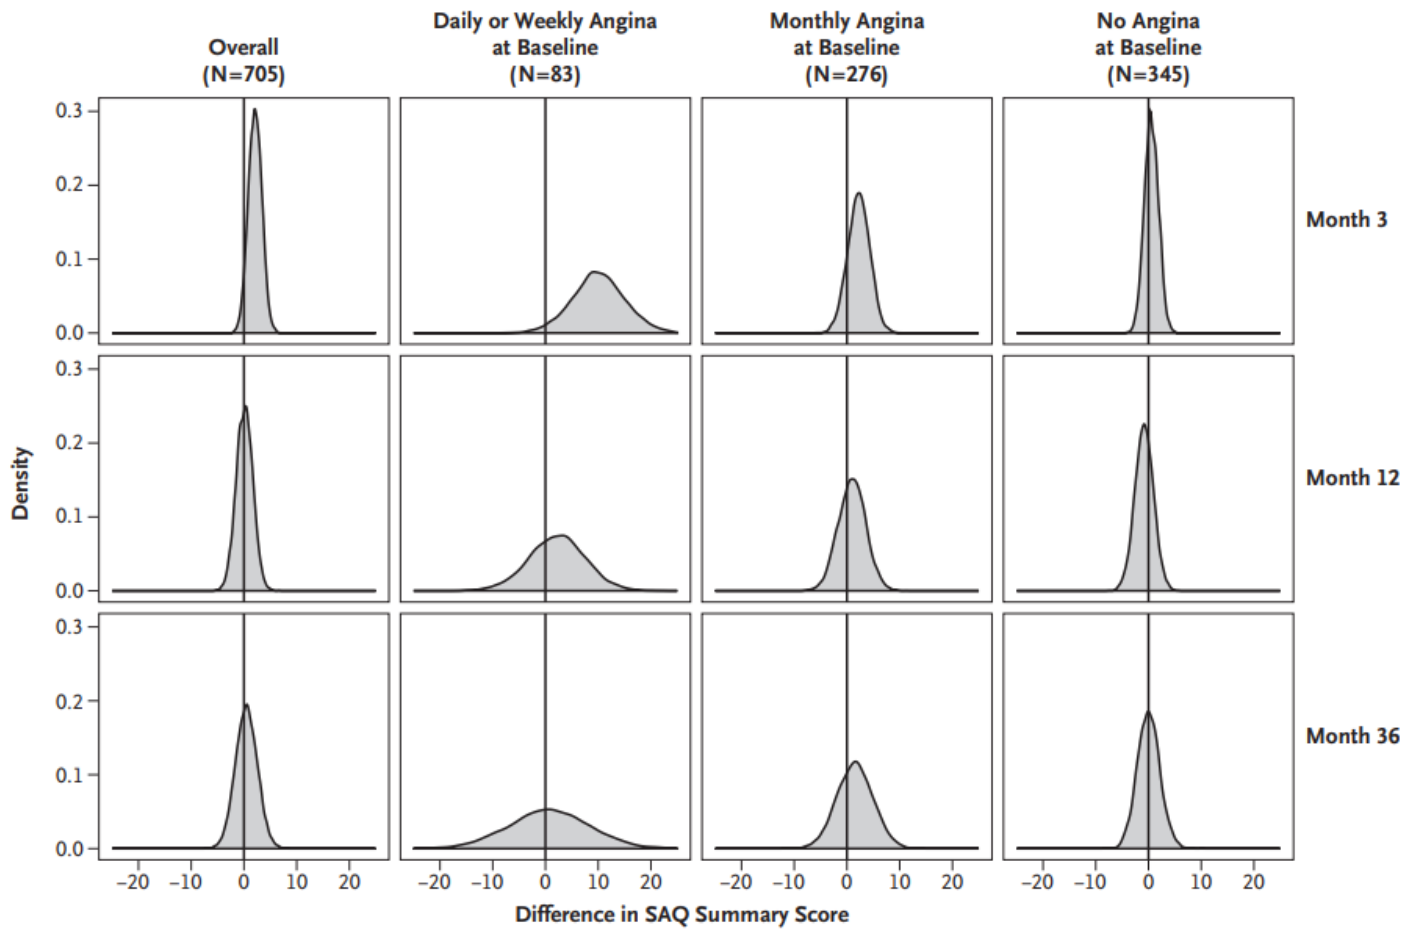 Overall
(N=705)
Daily or Weekly Angina
at Baseline
(N=83)
Monthly Angina
at Baseline
(N=276)
No Angina
at Baseline
(N=345)
0.3
0.2
0.1
0.0
Month 3
0.3
0.2
0.1
0.0
Month 12
Density
0.3
0.2
0.1
0.0
Month 36
−20 −10 0 10 20
−20 −10 0 10 20
−20 −10 0 10 20
−20 −10 0 10 20
Difference in SAQ Summary Score